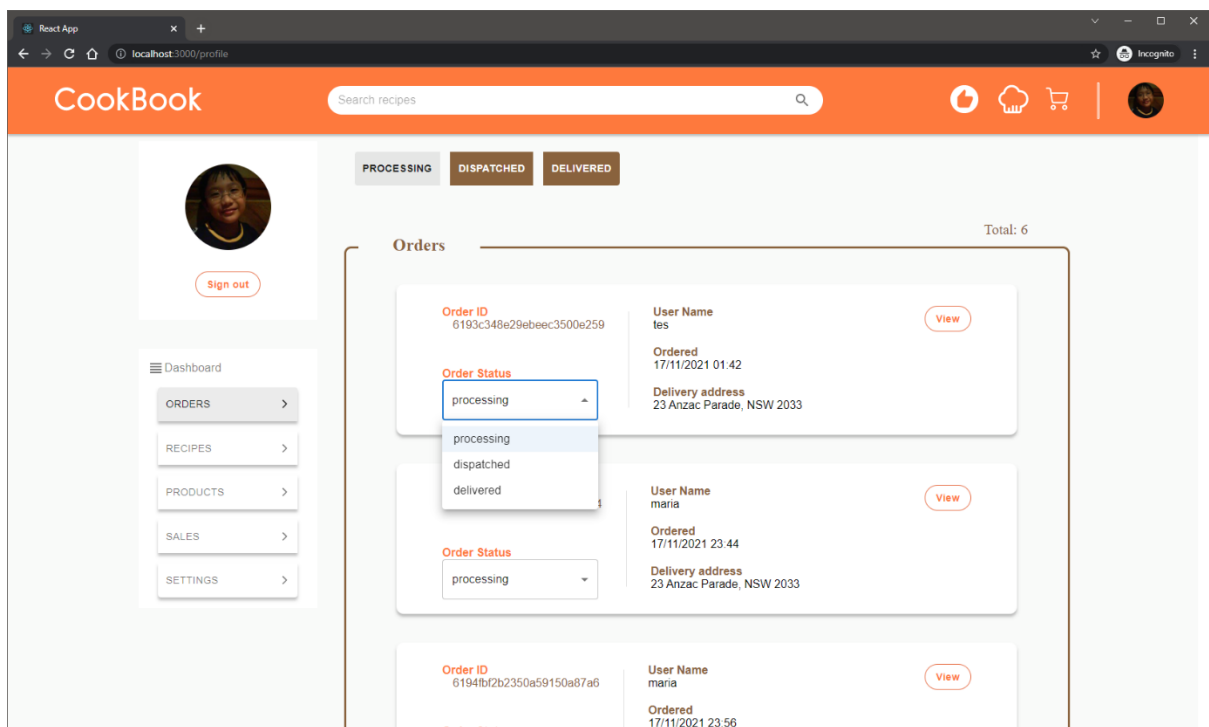 React App
localhost:3000/profile
Incognito
CookBook
Search recipes
PROCESSING DISPATCHED DELIVERED
Sign out
Total: 6
Orders
Order ID
6193c348e29ebeec3500e259
User Name
tes
View
Ordered
17/11/2021 01:42
Order Status
processing
Delivery address
23 Anzac Parade, NSW 2033
processing
dispatched
delivered
Dashboard
ORDERS
RECIPES
PRODUCTS
SALES
SETTINGS
User Name
maria
View
Ordered
17/11/2021 23:44
Order Status
processing
Delivery address
23 Anzac Parade, NSW 2033
Order ID
6194fbf2b2350a59150a87a6
User Name
maria
View
Ordered
17/11/2021 23:56